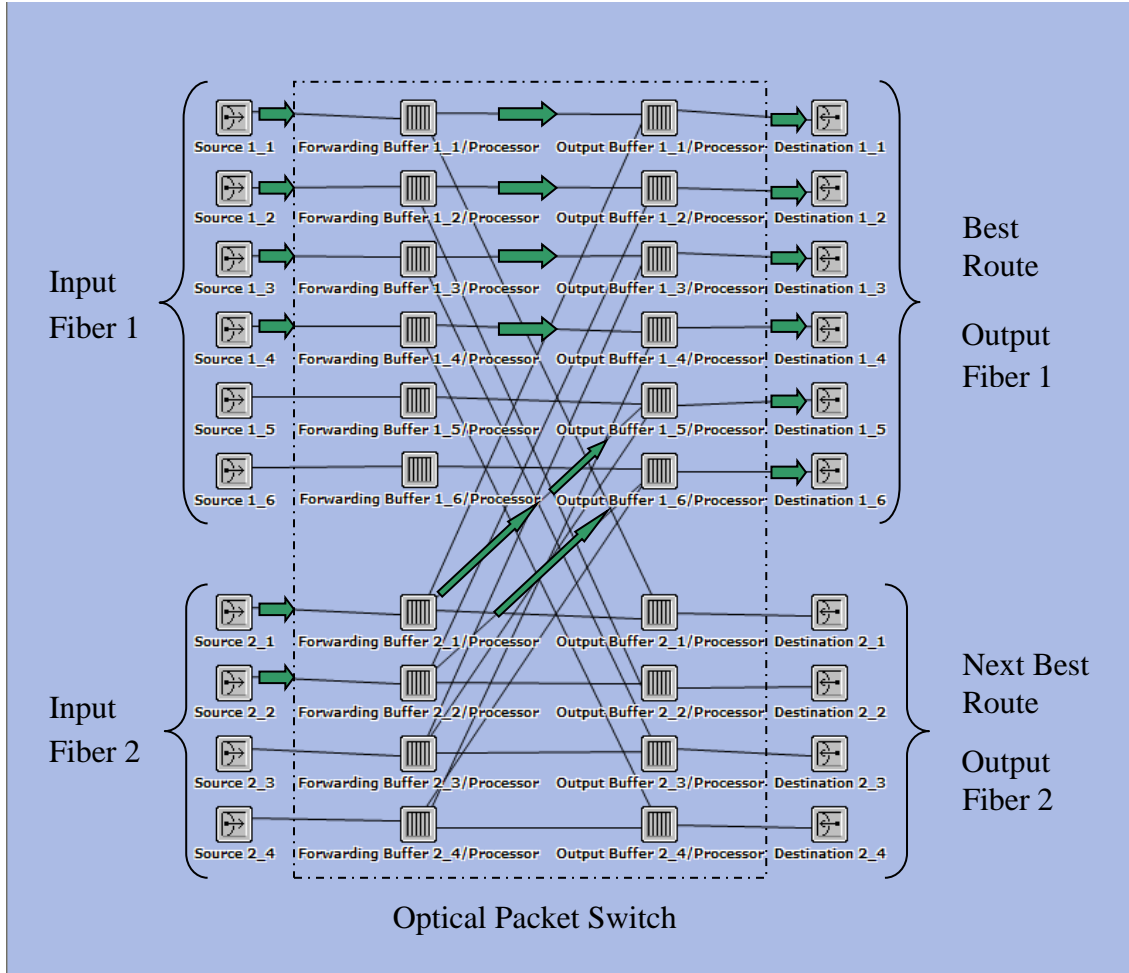 Source 1_1 Forwarding Buffer 1_1/Processor Output Buffer 1_1/Processor Destination 1_1
Source 1_2 Forwarding Buffer 1_2/Processor Output Buffer 1_2/Processor Destination 1_2
Source 1_3 Forwarding Buffer 1_3/Processor Output Buffer 1_3/Processor Destination 1_3
Source 1_4 Forwarding Buffer 1_4/Processor Output Buffer 1_4/Processor Destination 1_4
Source 1_5 Forwarding Buffer 1_5/Processor Output Buffer 1_5/Processor Destination 1_5
Source 1_6 Forwarding Buffer 1_6/Processor Output Buffer 1_6/Processor Destination 1_6
Input
Fiber 1
Best
Route
Output
Fiber 1
Source 2_1 Forwarding Buffer 2_1/Processor Output Buffer 2_1/Processor Destination 2_1
Source 2_2 Forwarding Buffer 2_2/Processor Output Buffer 2_2/Processor Destination 2_2
Source 2_3 Forwarding Buffer 2_3/Processor Output Buffer 2_3/Processor Destination 2_3
Source 2_4 Forwarding Buffer 2_4/Processor Output Buffer 2_4/Processor Destination 2_4
Input
Fiber 2
Next Best
Route
Output
Fiber 2
Optical Packet Switch